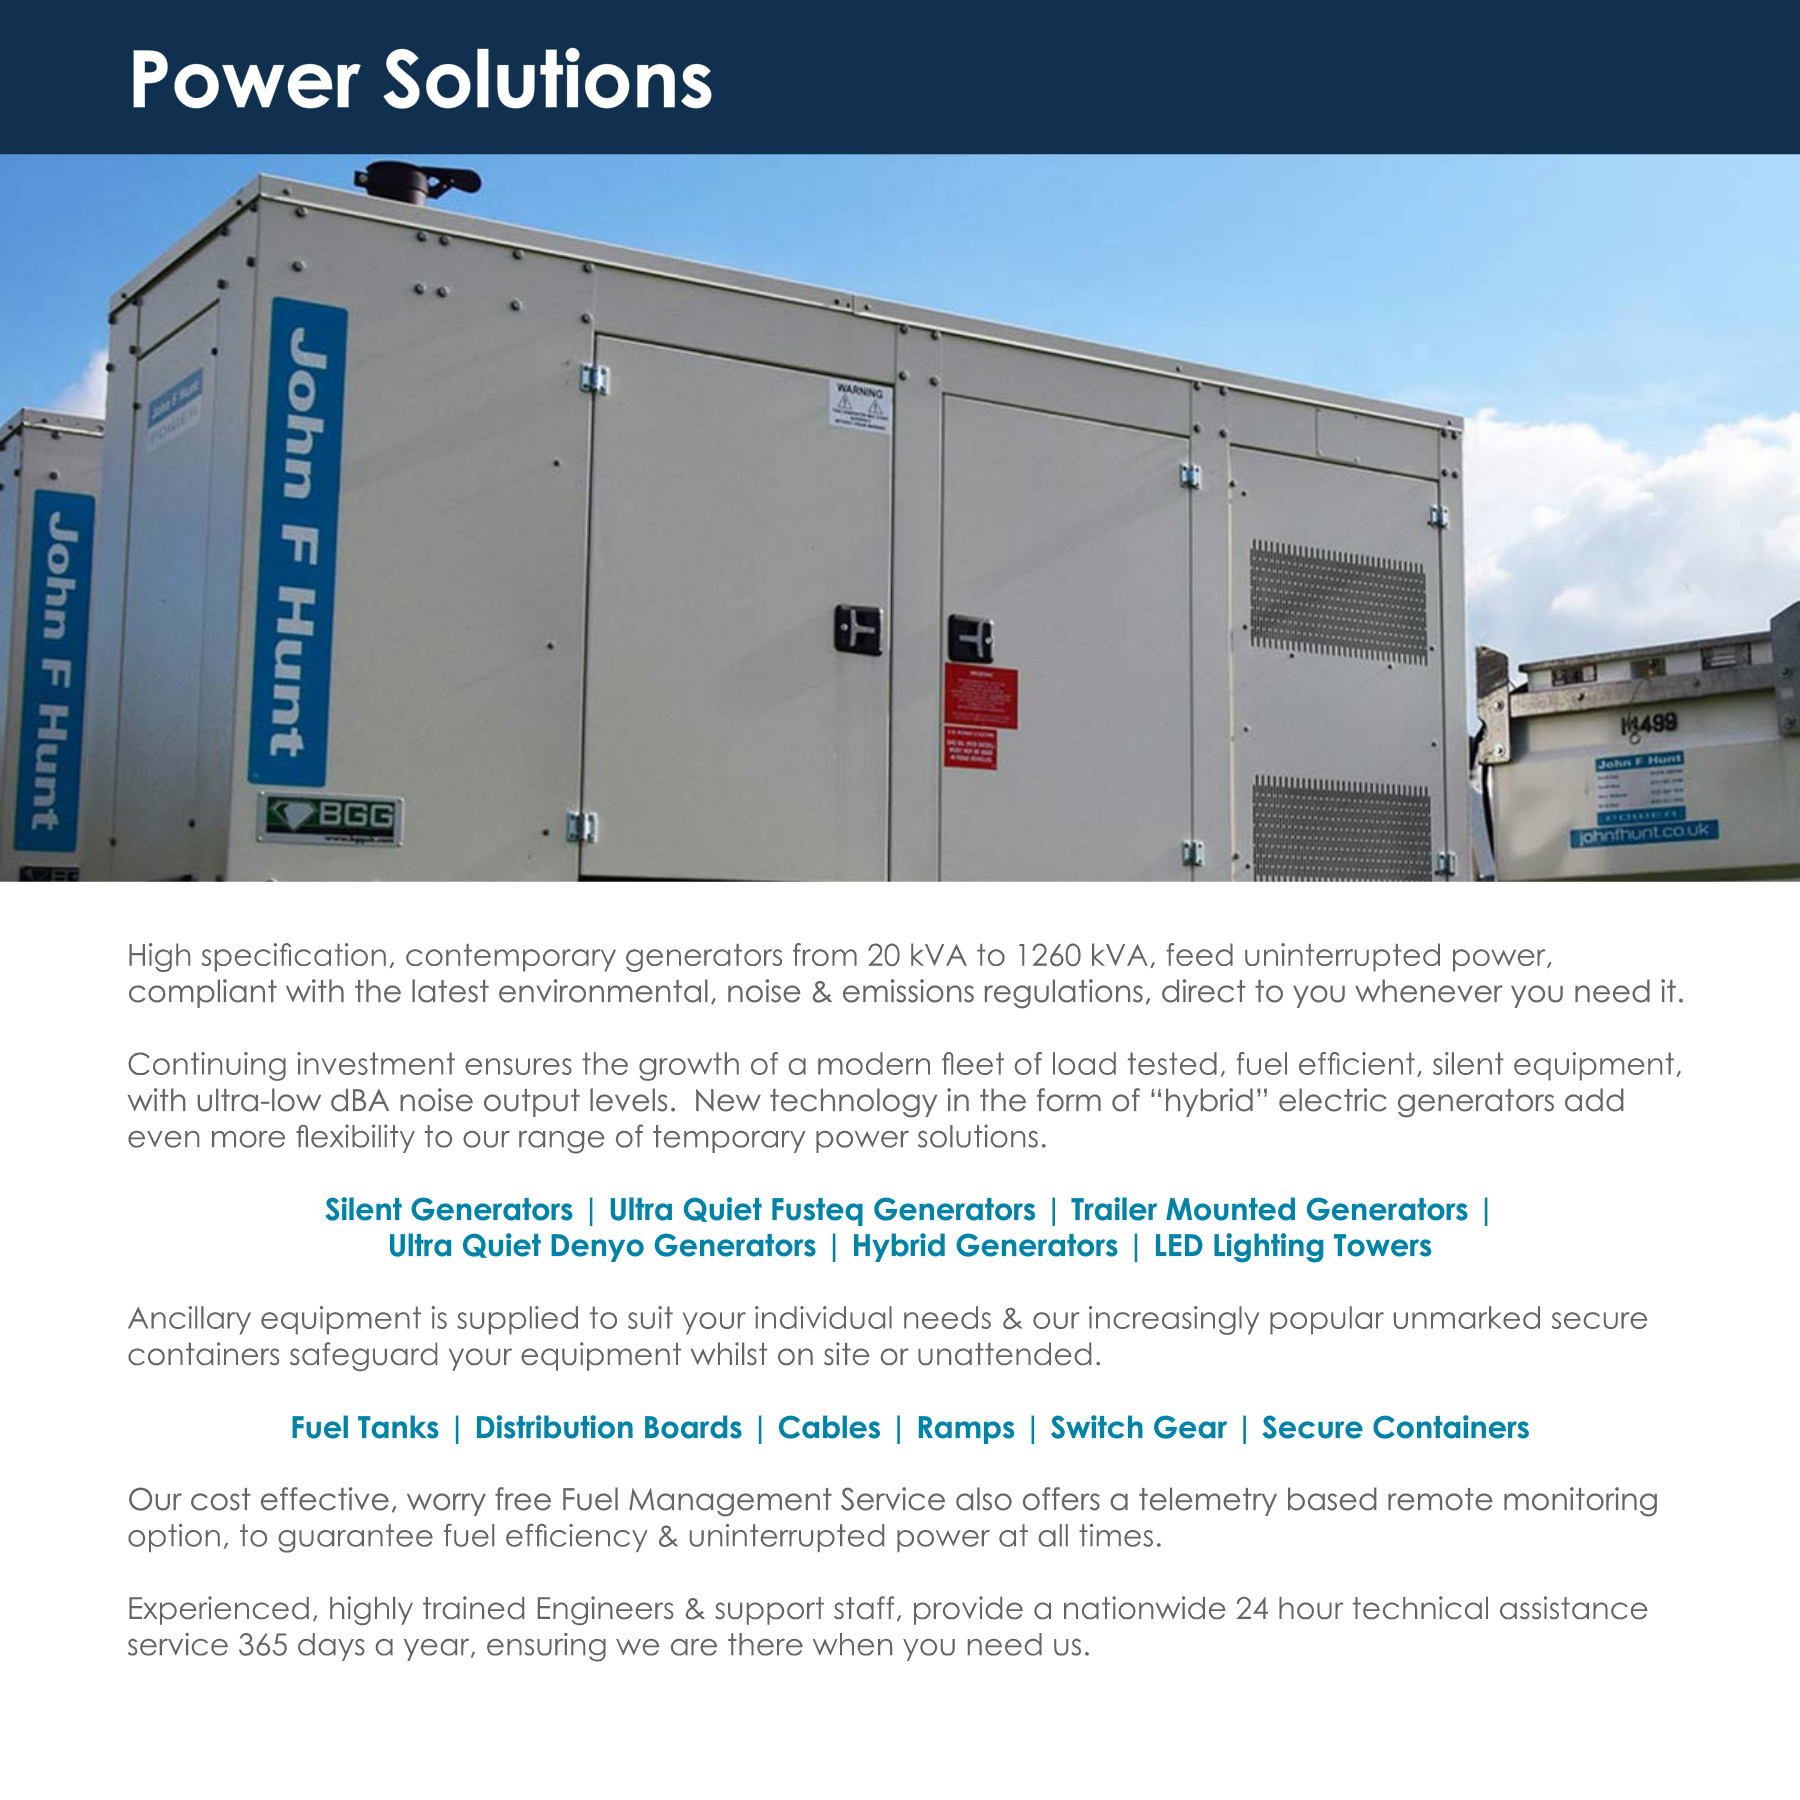 Power Solutions
John F Hunt
POWER
John F Hunt
John F Hunt
WARNING
BGG
H499
John F Hunt
POWER
johnfhunt.co.uk
High specification, contemporary generators from 20 kVA to 1260 kVA, feed uninterrupted power,
compliant with the latest environmental, noise & emissions regulations, direct to you whenever you need it.
Continuing investment ensures the growth of a modern fleet of load tested, fuel efficient, silent equipment,
with ultra-low dBA noise output levels.  New technology in the form of “hybrid” electric generators add
even more flexibility to our range of temporary power solutions.
Silent Generators | Ultra Quiet Fusteq Generators | Trailer Mounted Generators |
Ultra Quiet Denyo Generators | Hybrid Generators | LED Lighting Towers
Ancillary equipment is supplied to suit your individual needs & our increasingly popular unmarked secure
containers safeguard your equipment whilst on site or unattended.
Fuel Tanks | Distribution Boards | Cables | Ramps | Switch Gear | Secure Containers
Our cost effective, worry free Fuel Management Service also offers a telemetry based remote monitoring
option, to guarantee fuel efficiency & uninterrupted power at all times.
Experienced, highly trained Engineers & support staff, provide a nationwide 24 hour technical assistance
service 365 days a year, ensuring we are there when you need us.